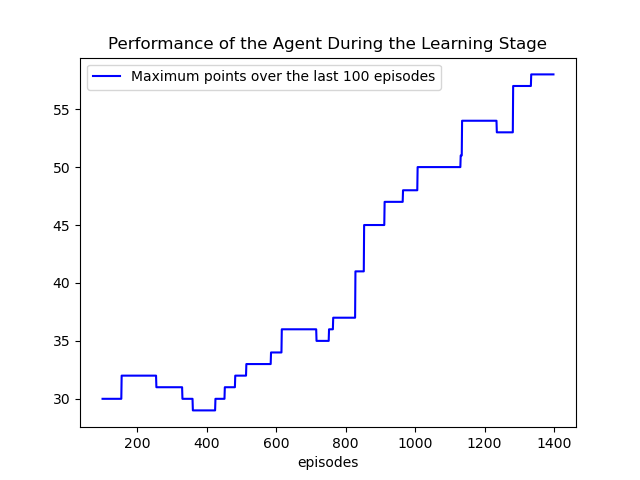 Performance of the Agent During the Learning Stage
Maximum points over the last 100 episodes
55
50
45
40
35
30
200 400 600 800 1000 1200 1400
episodes